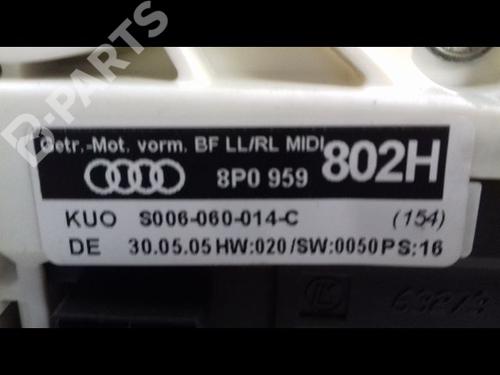 B-PARTS
Getr.-Mot. vorm. BF LL/RL MIDI
8P0 959 802H
KUO S006-060-014-C (154)
DE 30.05.05 HW:020/SW:0050 PS:16